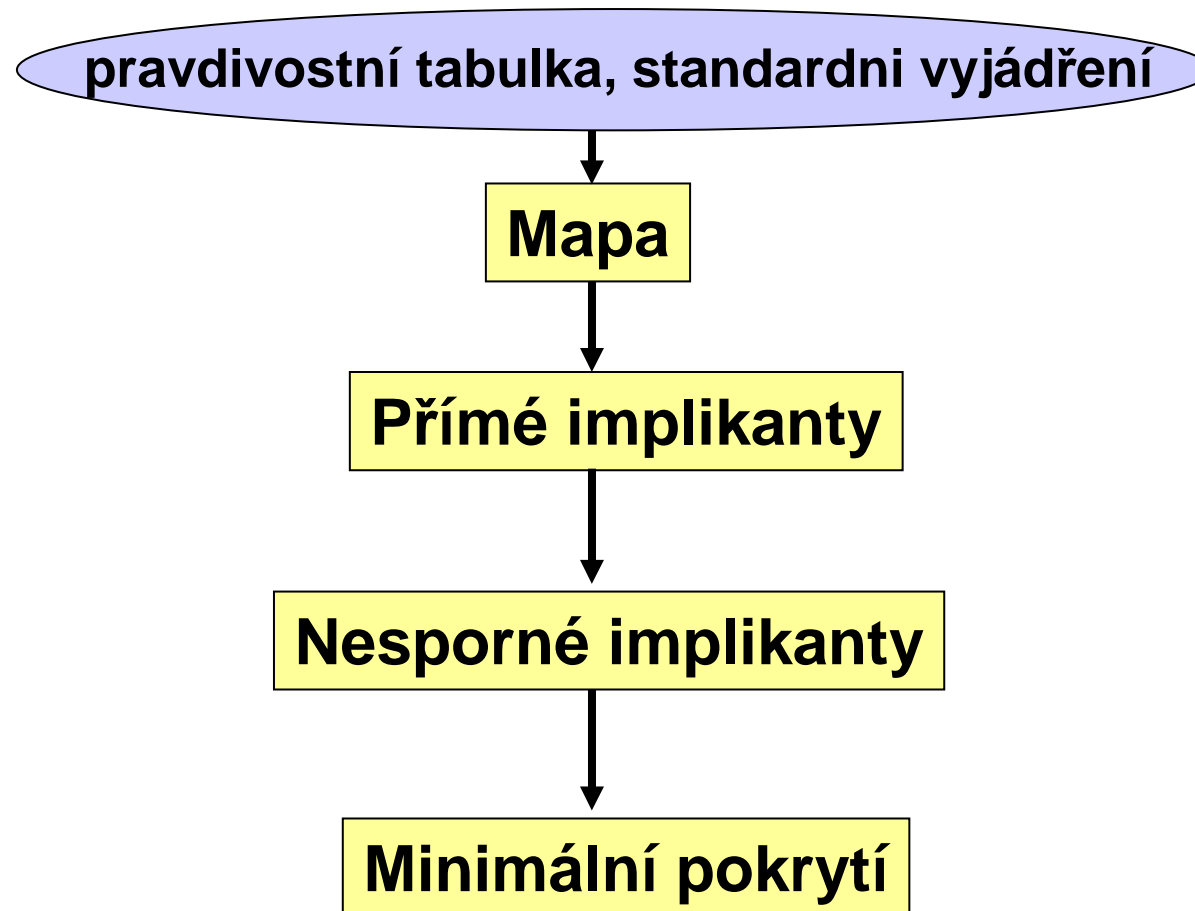 pravdivostní tabulka, standardni vyjádření
Mapa
Přímé implikanty
Nesporné implikanty
Minimální pokrytí